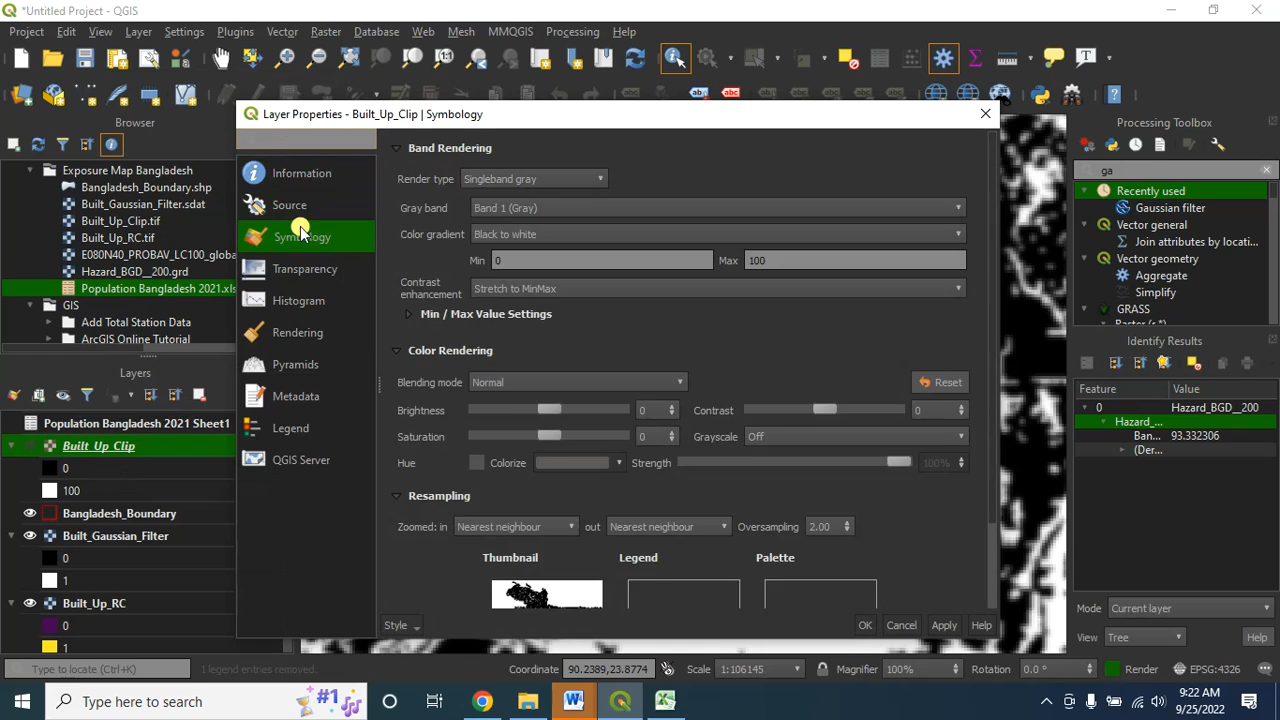 *Untitled Project - QGIS
Project Edit View Layer Settings Plugins Vector Raster Database Web Mesh MMQGIS Processing Help
Browser
Exposure Map Bangladesh
Bangladesh_Boundary.shp
Built_Gaussian_Filter.sdat
Built_Up_Clip.tif
Built_Up_RC.tif
E080N40_PROBAV_LC100_globa
Hazard_BGD__200.grd
Population Bangladesh 2021.xls
GIS
Add Total Station Data
ArcGIS Online Tutorial
Layers
Population Bangladesh 2021 Sheet1
Built_Up_Clip
0
100
Bangladesh_Boundary
Built_Gaussian_Filter
0
1
Built_Up_RC
0
1
Layer Properties - Built_Up_Clip | Symbology
Information
Source
Symbology
Transparency
Histogram
Rendering
Pyramids
Metadata
Legend
QGIS Server
Band Rendering
Render type Singleband gray
Gray band Band 1 (Gray)
Color gradient Black to white
Min 0 Max 100
Contrast enhancement Stretch to MinMax
Min / Max Value Settings
Color Rendering
Blending mode Normal Reset
Brightness 0 Contrast 0
Saturation 0 Grayscale Off
Hue Colorize Strength 100%
Resampling
Zoomed: in Nearest neighbour out Nearest neighbour Oversampling 2.00
Thumbnail Legend Palette
Style OK Cancel Apply Help
Processing Toolbox
ga
Recently used
Gaussian filter
Vector general
Join attributes by locati...
Vector geometry
Aggregate
Simplify
GRASS
Raster (r.*)
Identify Results
Feature Value
0 Hazard_BGD__200
Hazard_...
Ban... 93.332306
(Der...
Mode Current layer
View Tree Help
Type to locate (Ctrl+K) 1 legend entries removed. Coordinate 90.2389,23.8774 Scale 1:106145 Magnifier 100% Rotation 0.0 ° Render EPSG:4326
Type here to search #1 9:22 AM
9/25/2022